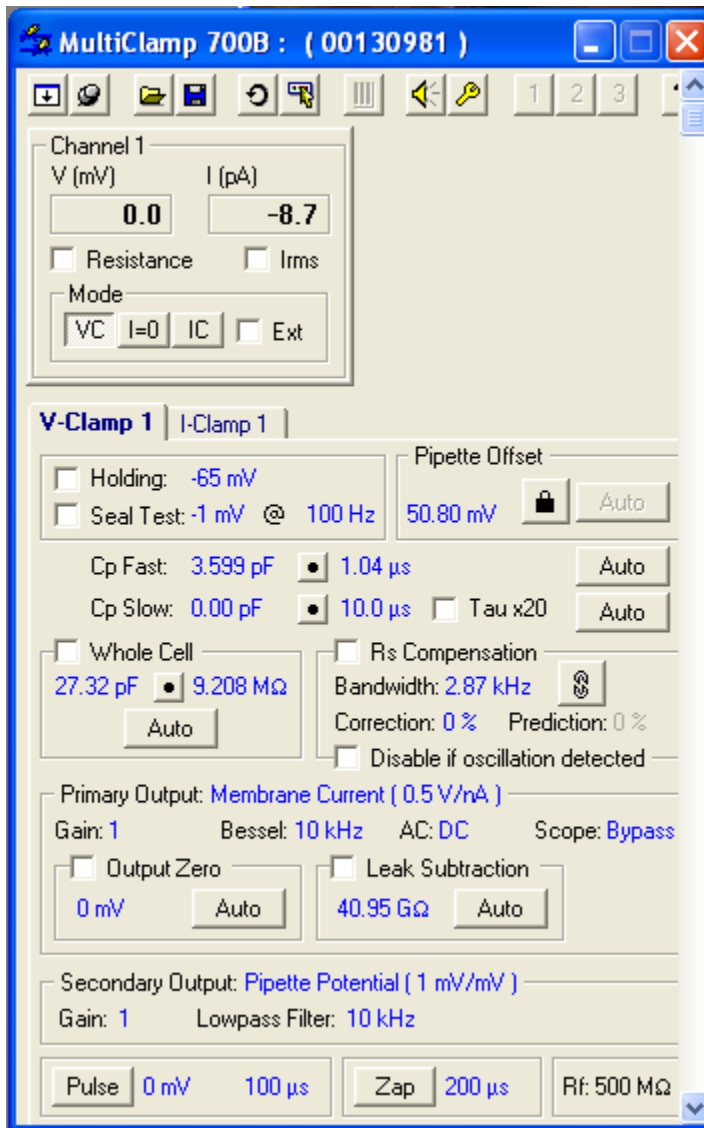 MultiClamp 700B : ( 00130981 )
1 2 3
Channel 1
V (mV) I (pA)
0.0 -8.7
Resistance Irms
Mode
VC I=0 IC Ext
V-Clamp 1 I-Clamp 1
Holding: -65 mV
Seal Test: -1 mV @ 100 Hz
Pipette Offset
50.80 mV Auto
Cp Fast: 3.599 pF 1.04 µs Auto
Cp Slow: 0.00 pF 10.0 µs Tau x20 Auto
Whole Cell
27.32 pF 9.208 MΩ
Auto
Rs Compensation
Bandwidth: 2.87 kHz
Correction: 0 % Prediction: 0 %
Disable if oscillation detected
Primary Output: Membrane Current ( 0.5 V/nA )
Gain: 1 Bessel: 10 kHz AC: DC Scope: Bypass
Output Zero
0 mV Auto
Leak Subtraction
40.95 GΩ Auto
Secondary Output: Pipette Potential ( 1 mV/mV )
Gain: 1 Lowpass Filter: 10 kHz
Pulse 0 mV 100 µs Zap 200 µs Rf: 500 MΩ